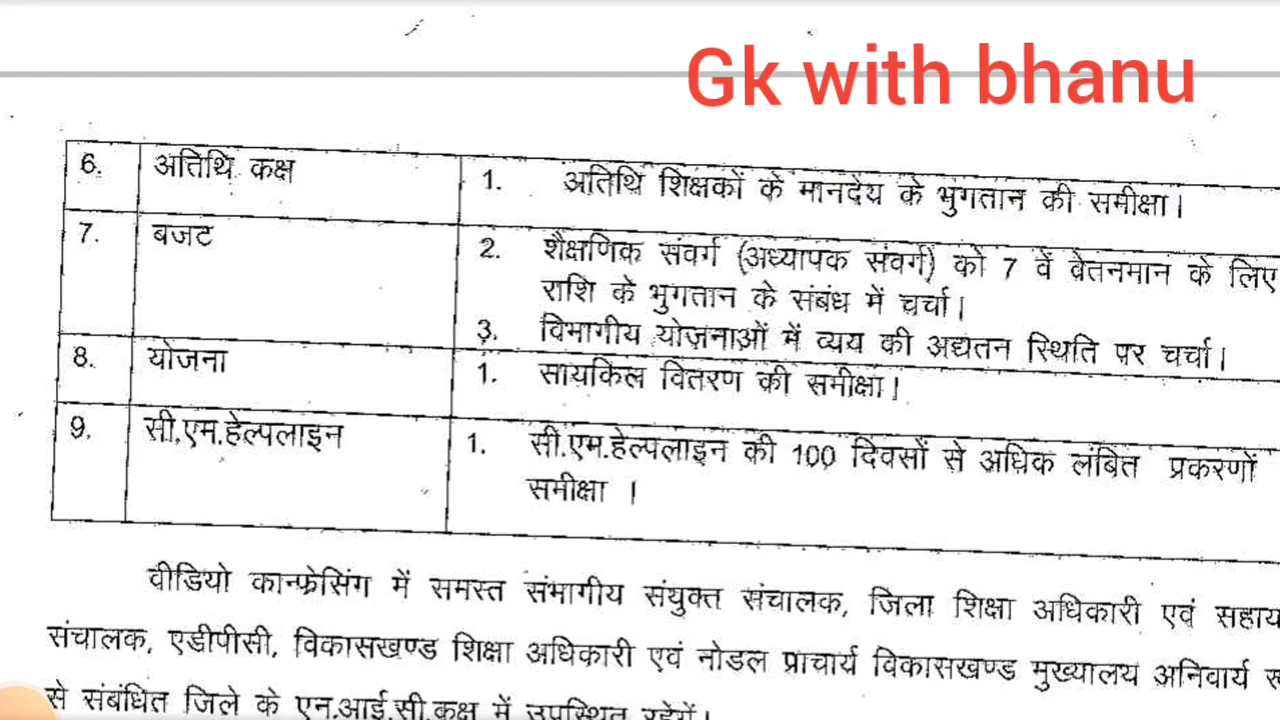 Gk with bhanu
6. अतिथि कक्ष 1. अतिथि शिक्षकों के मानदेय के भुगतान की समीक्षा।
7. बजट 2. शैक्षणिक संवर्ग (अध्यापक संवर्ग) को 7 वें वेतनमान के लिए
राशि के भुगतान के संबंध में चर्चा।
3. विभागीय योजनाओं में व्यय की अद्यतन स्थिति पर चर्चा।
8. योजना 1. सायकिल वितरण की समीक्षा।
9. सी.एम.हेल्पलाइन 1. सी.एम.हेल्पलाइन की 100 दिवसों से अधिक लंबित प्रकरणों
समीक्षा ।
वीडियो कान्फ्रेसिंग में समस्त संभागीय संयुक्त संचालक, जिला शिक्षा अधिकारी एवं
संचालक, एडीपीसी, विकासखण्ड शिक्षा अधिकारी एवं नोडल प्राचार्य विकासखण्ड मुख्यालय अनिवार्य
से संबंधित जिले के एन.आई.सी.कक्ष में उपस्थित रहेगें।